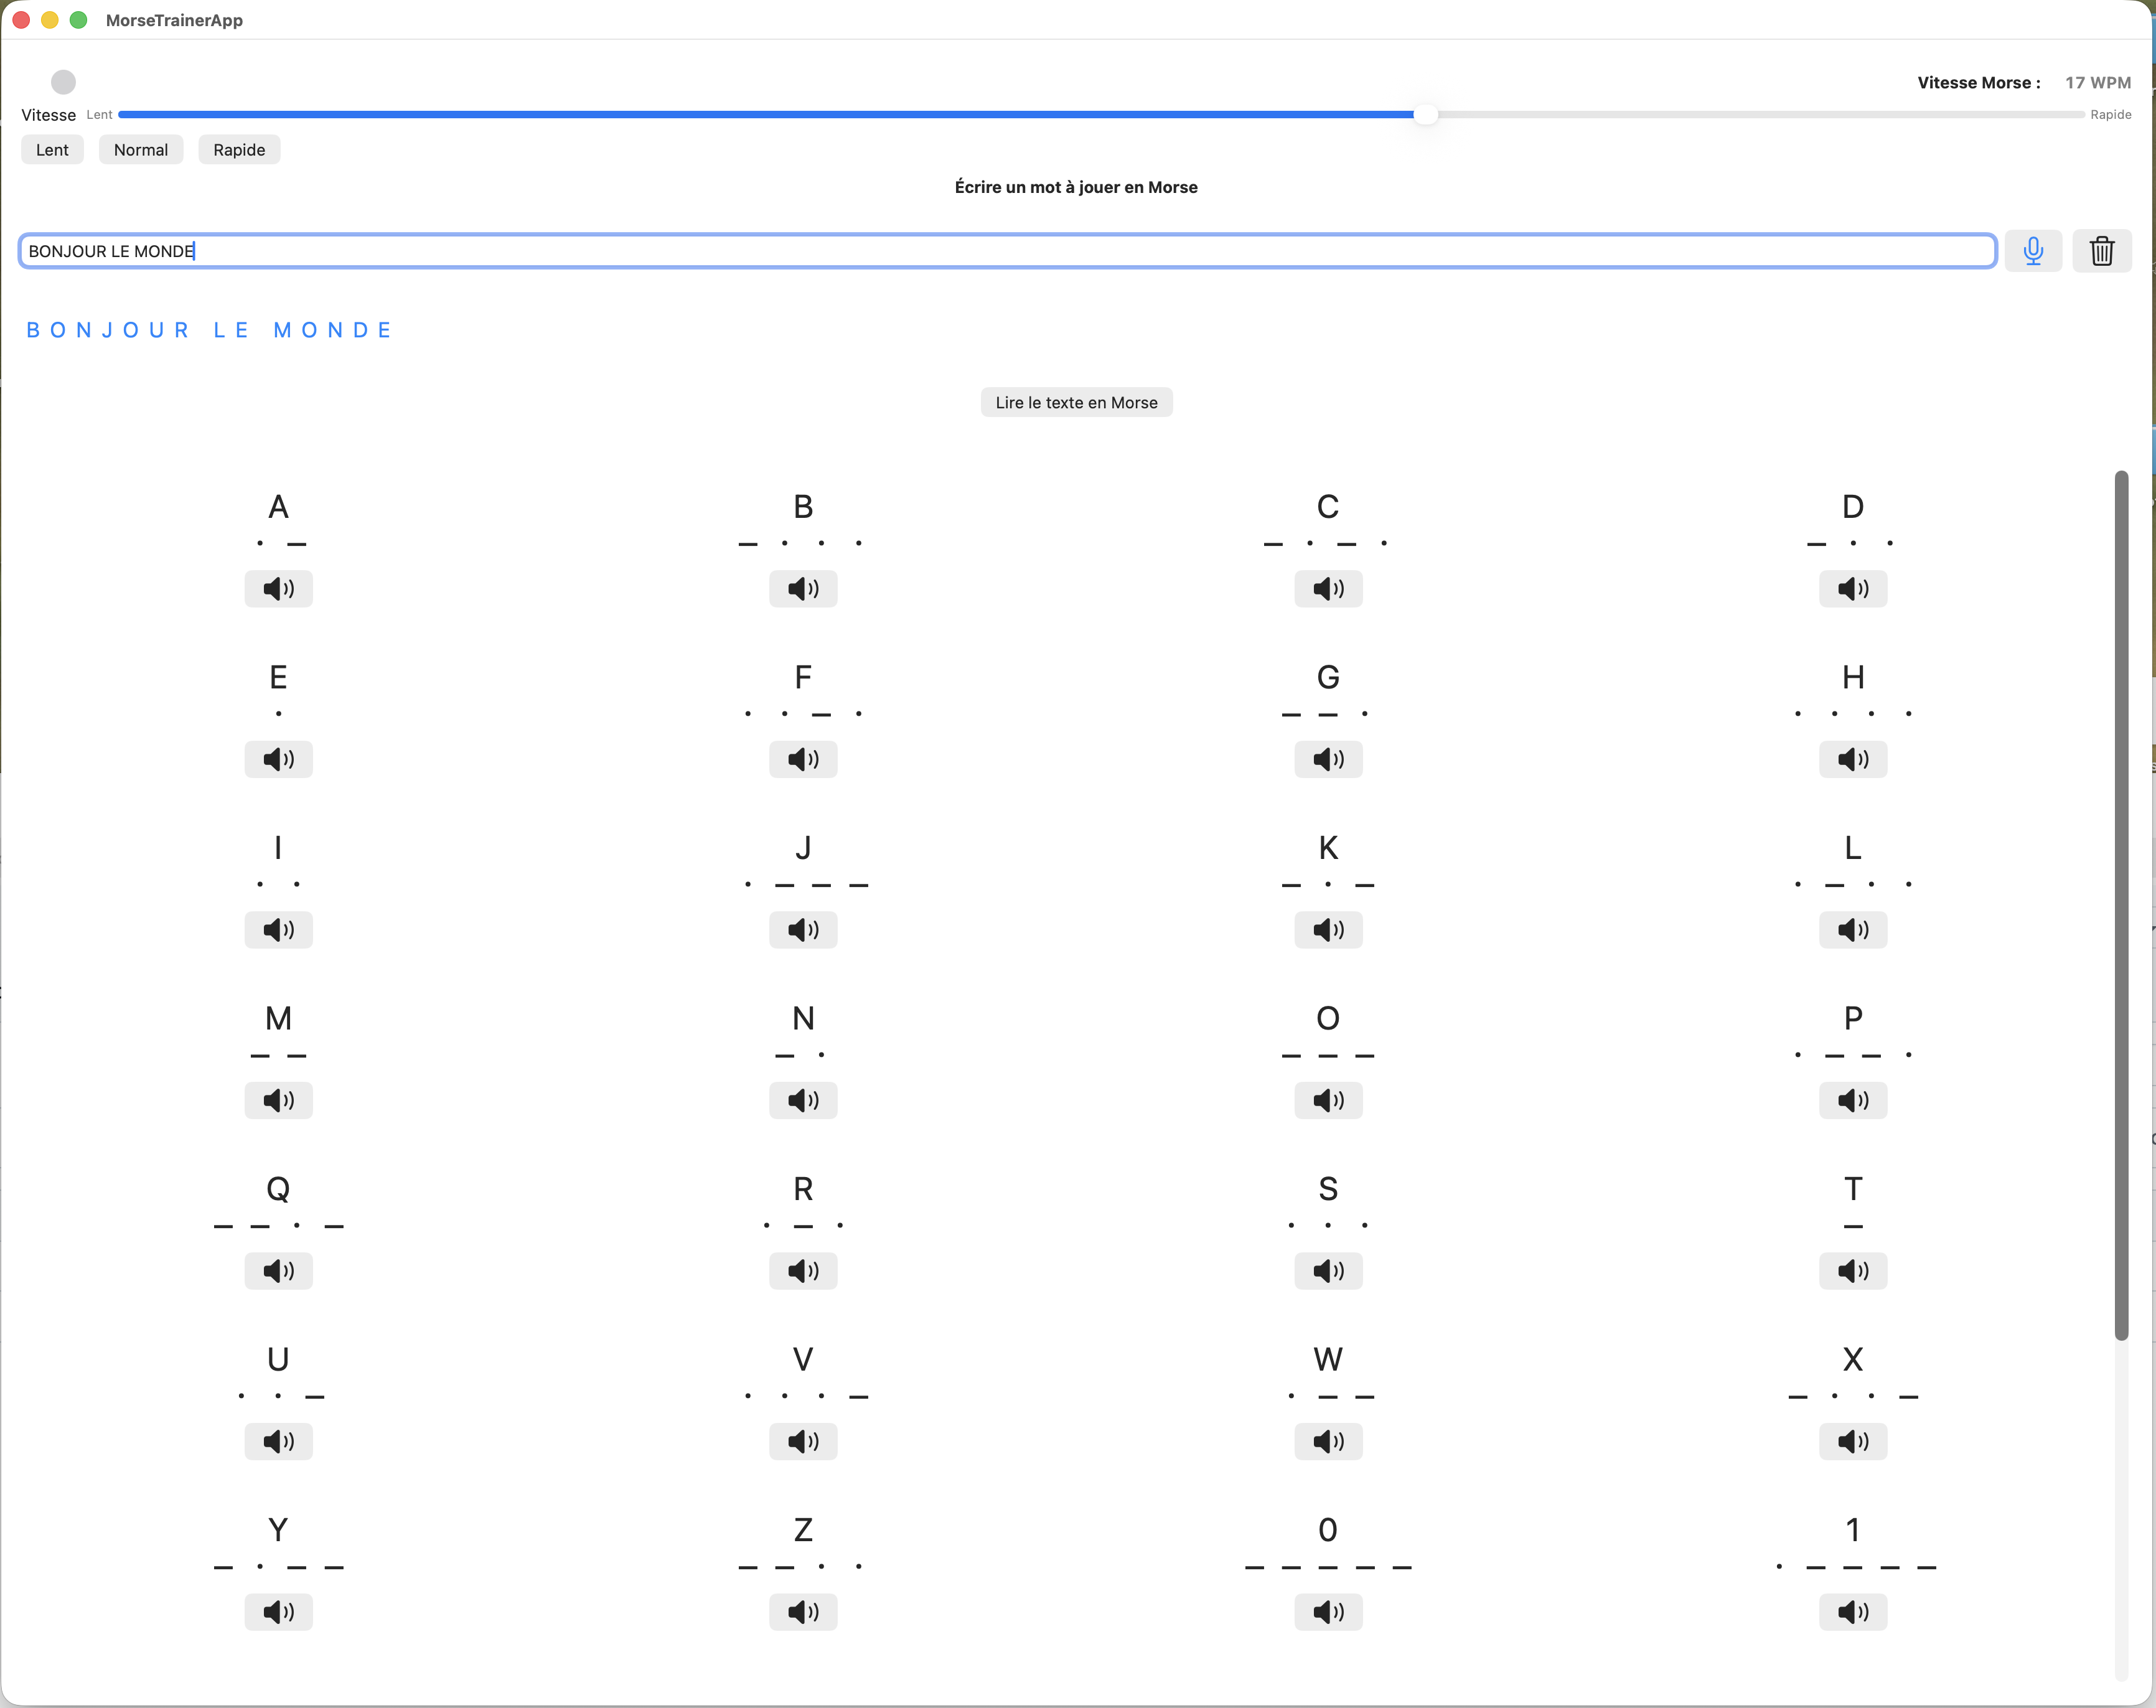 MorseTrainerApp
Vitesse Morse : 17 WPM
Vitesse Lent Rapide
Lent Normal Rapide
Écrire un mot à jouer en Morse
BONJOUR LE MONDE
B O N J O U R L E M O N D E
Lire le texte en Morse
A B C D
· – – · · · – · – · – · ·
E F G H
· · · – · – – · · · · ·
I J K L
· · · – – – – · – · – · ·
M N O P
– – – · – – – · – – ·
Q R S T
– – · – · – · · · · –
U V W X
· · – · · · – · – – – · · –
Y Z 0 1
– · – – – – · · – – – – – · – – – –